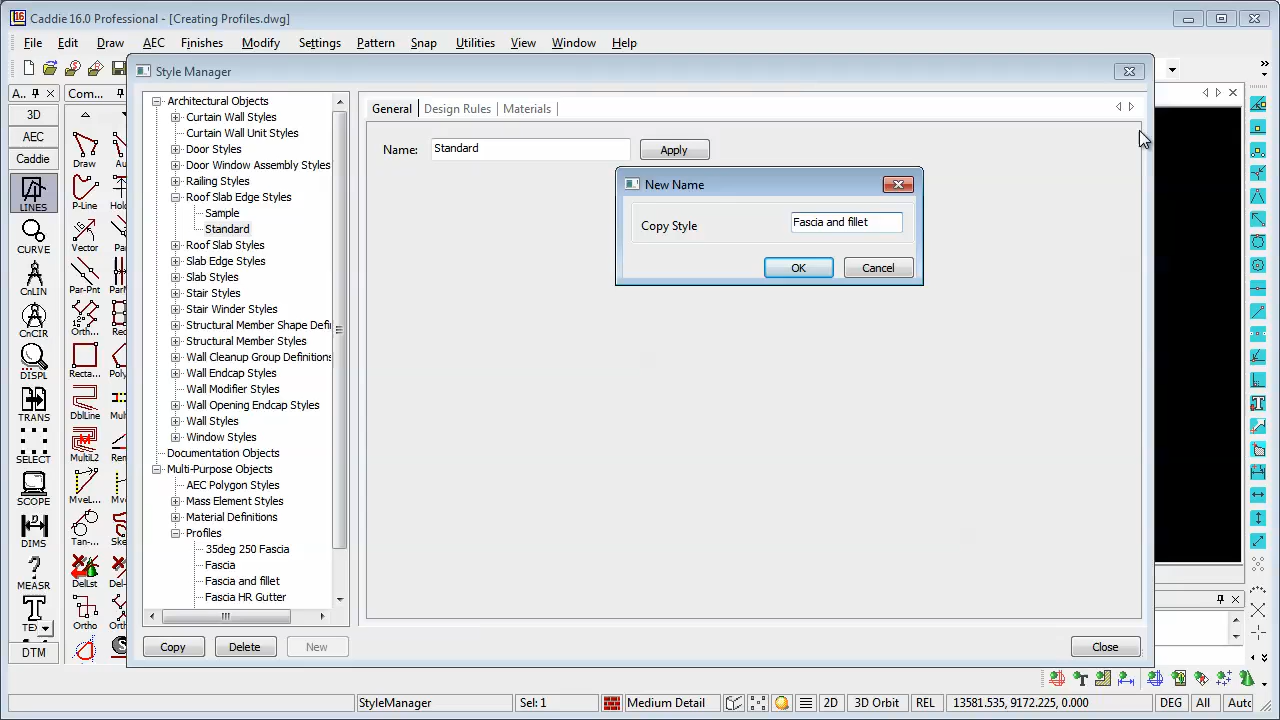 Caddie 16.0 Professional - [Creating Profiles.dwg]
File Edit Draw AEC Finishes Modify Settings Pattern Snap Utilities View Window Help
Style Manager
A...
Com...
3D
AEC
Caddie
LINES
CURVE
CnLIN
CnCIR
DISPL
TRANS
SELECT
SCOPE
DIMS
MEASR
DTM
Draw
P-Line
Vector
Par-Pnt
Orth...
Recta...
DblLine
MultiL2
MveL...
Tan-...
DelLst
Ortho
Architectural Objects
Curtain Wall Styles
Curtain Wall Unit Styles
Door Styles
Door Window Assembly Styles
Railing Styles
Roof Slab Edge Styles
Sample
Standard
Roof Slab Styles
Slab Edge Styles
Slab Styles
Stair Styles
Stair Winder Styles
Structural Member Shape Defi
Structural Member Styles
Wall Cleanup Group Definitions
Wall Endcap Styles
Wall Modifier Styles
Wall Opening Endcap Styles
Wall Styles
Window Styles
Documentation Objects
Multi-Purpose Objects
AEC Polygon Styles
Mass Element Styles
Material Definitions
Profiles
35deg 250 Fascia
Fascia
Fascia and fillet
Fascia HR Gutter
General Design Rules Materials
Name: Standard Apply
New Name
Copy Style Fascia and fillet
OK Cancel
Copy Delete New Close
StyleManager Sel: 1 Medium Detail 2D 3D Orbit REL 13581.535, 9172.225, 0.000 DEG All Auto